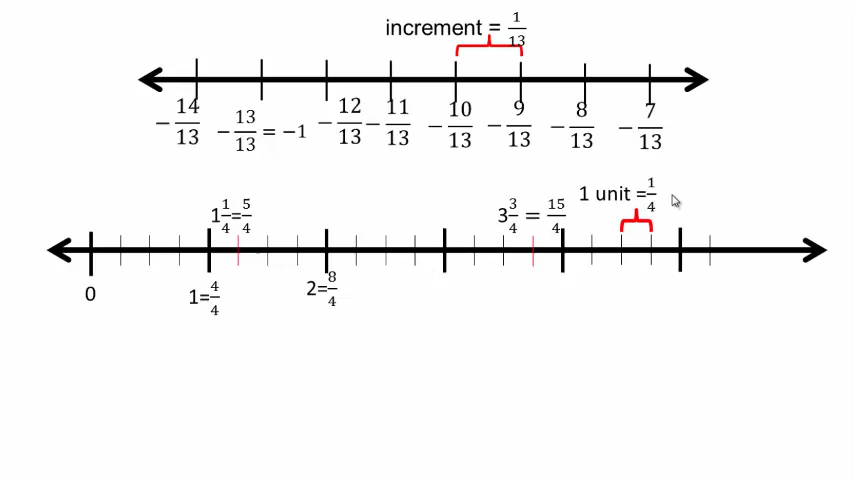 increment = 1/13
−14/13 −13/13 = −1 −12/13 −11/13 −10/13 −9/13 −8/13 −7/13
1 unit =1/4
1 1/4=5/4 3 3/4 = 15/4
0 1=4/4 2=8/4